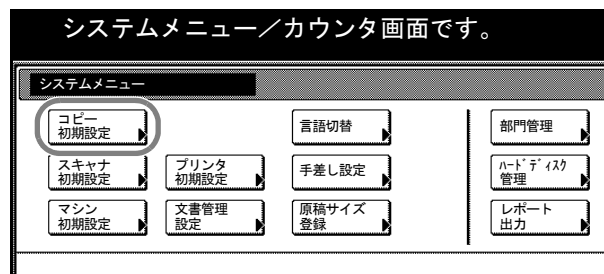 システムメニュー／カウンタ画面です。
システムメニュー
コピー
初期設定
言語切替
部門管理
スキャナ
初期設定
プリンタ
初期設定
手差し設定
ﾊｰﾄﾞﾃﾞｨｽｸ
管理
マシン
初期設定
文書管理
設定
原稿サイズ
登録
レポート
出力